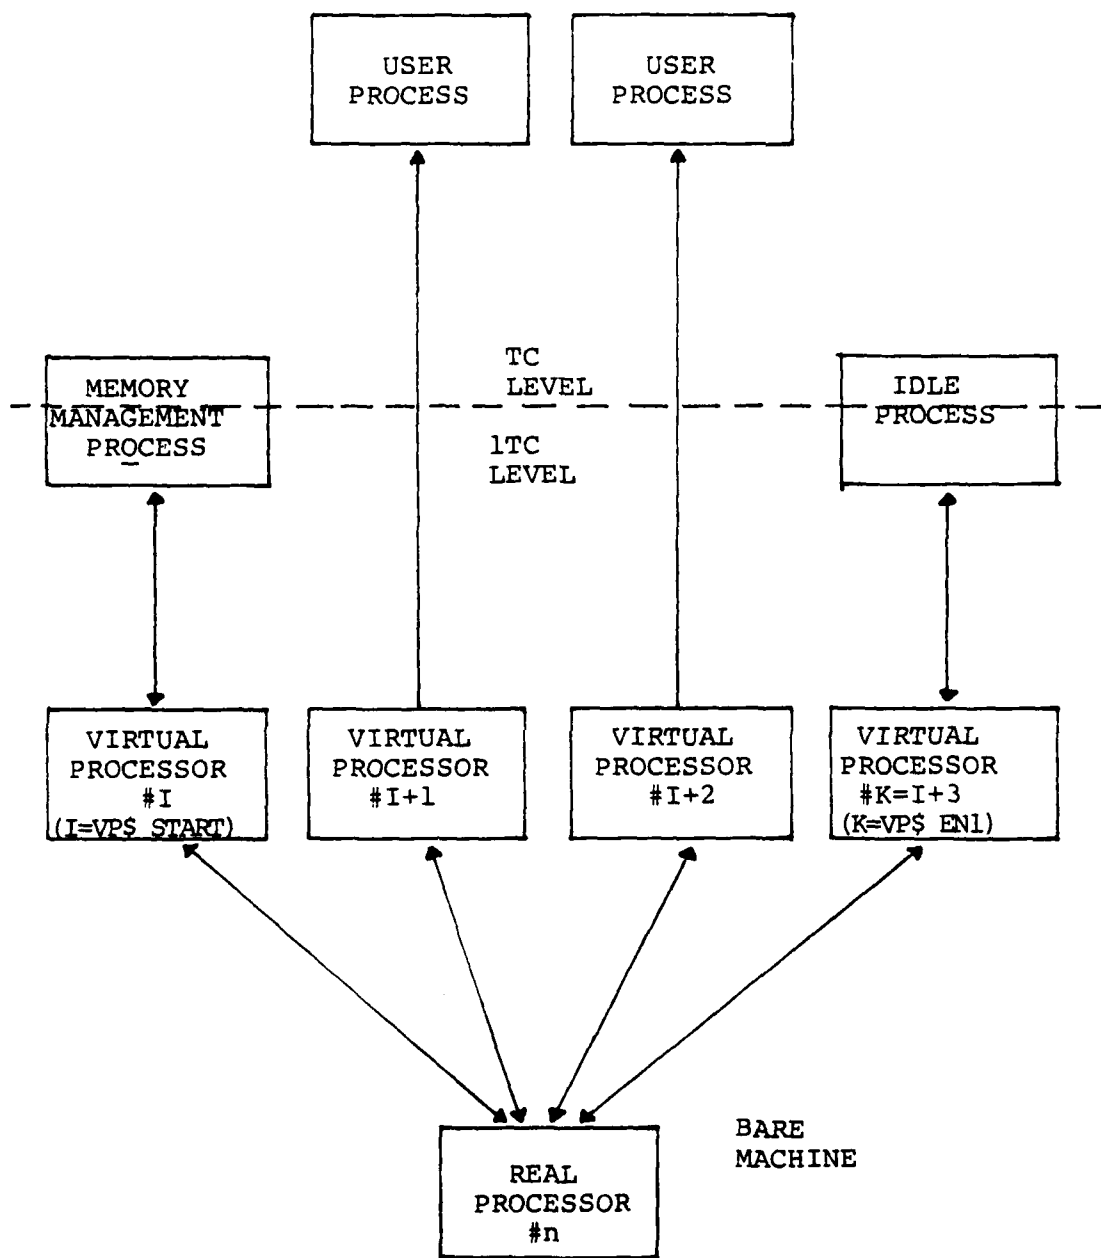 USER
PROCESS
USER
PROCESS
TC
LEVEL
MEMORY
MANAGEMENT
PROCESS
IDLE
PROCESS
1TC
LEVEL
VIRTUAL
PROCESSOR
#I
(I=VP$ START)
VIRTUAL
PROCESSOR
#I+1
VIRTUAL
PROCESSOR
#I+2
VIRTUAL
PROCESSOR
#K=I+3
(K=VP$ EN1)
BARE
MACHINE
REAL
PROCESSOR
#n